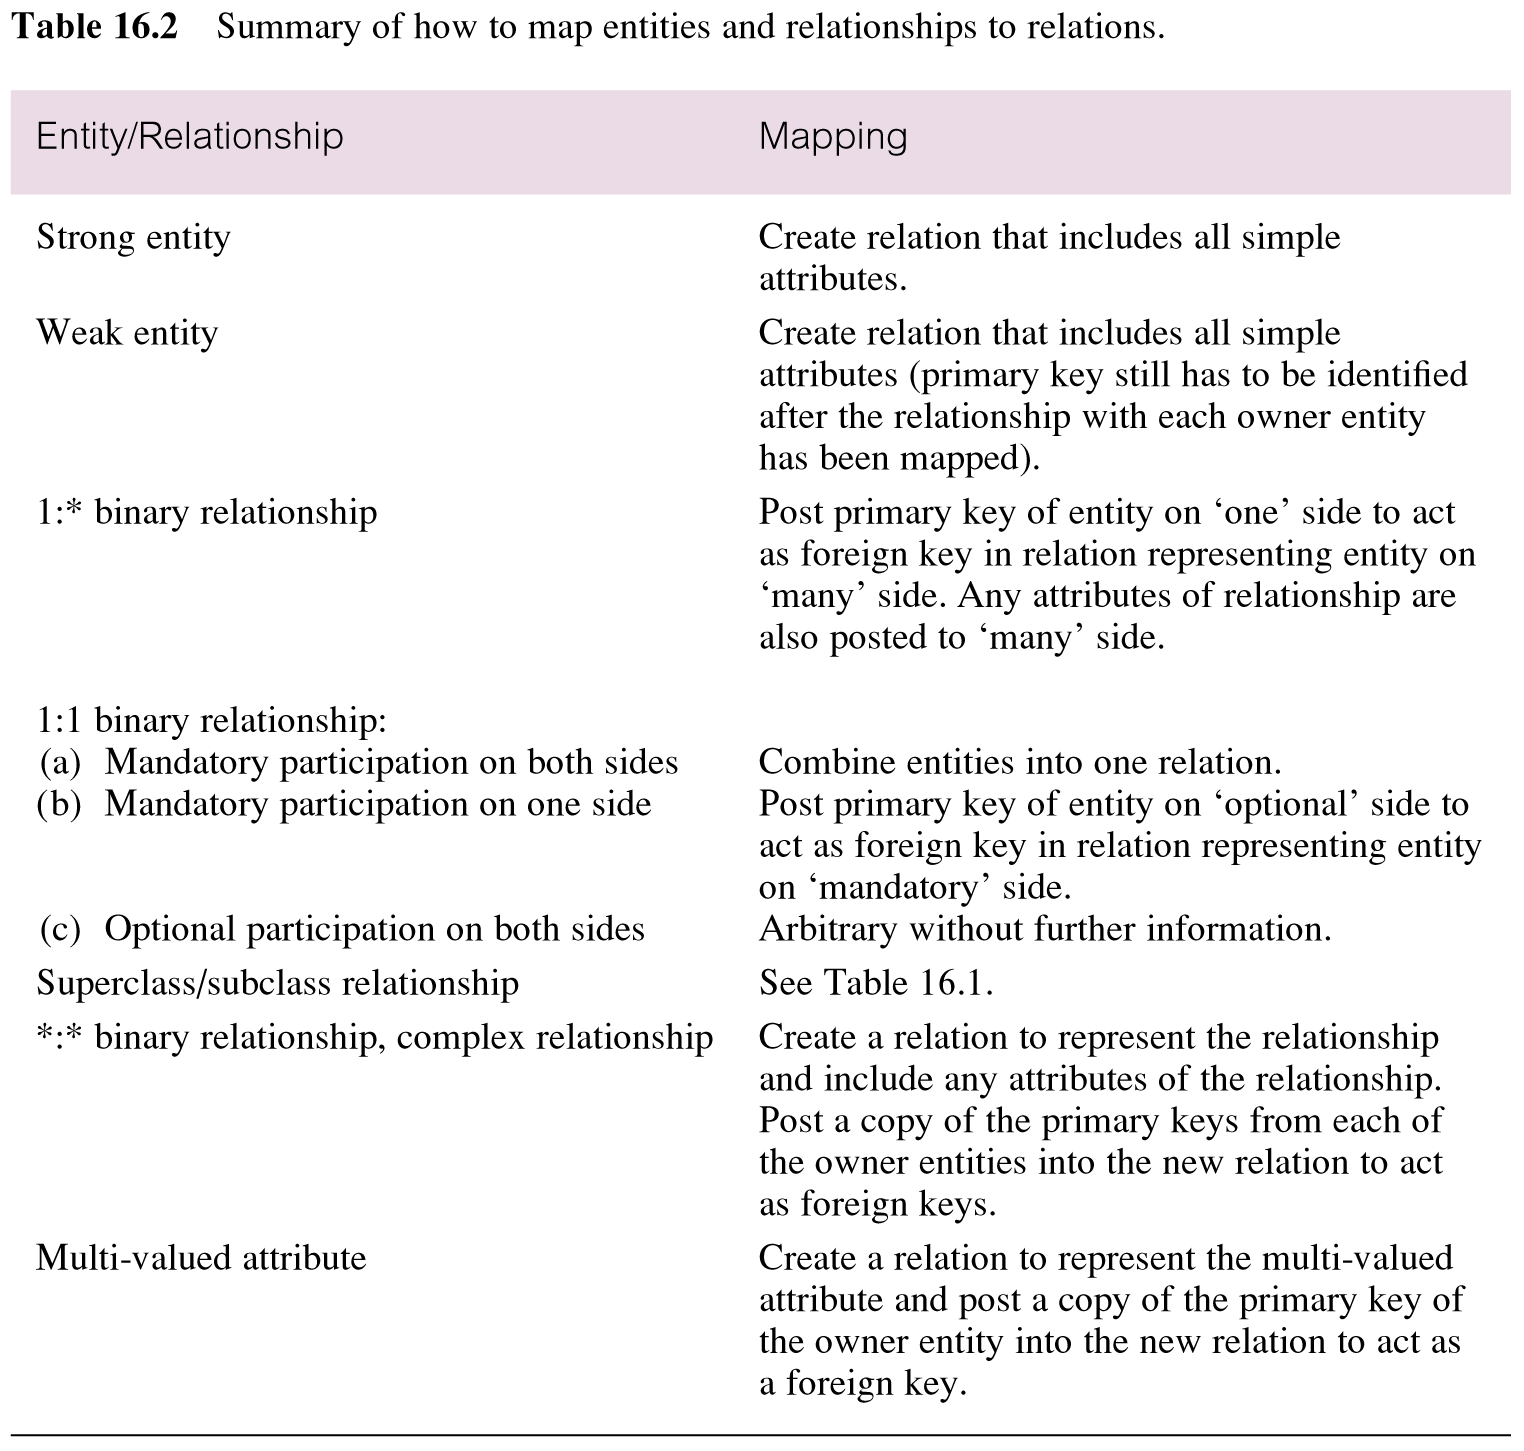 Table 16.2 Summary of how to map entities and relationships to relations.
Entity/Relationship Mapping
Strong entity Create relation that includes all simple
attributes.
Weak entity Create relation that includes all simple
attributes (primary key still has to be identified
after the relationship with each owner entity
has been mapped).
1:* binary relationship Post primary key of entity on ‘one’ side to act
as foreign key in relation representing entity on
‘many’ side. Any attributes of relationship are
also posted to ‘many’ side.
1:1 binary relationship:
(a) Mandatory participation on both sides Combine entities into one relation.
(b) Mandatory participation on one side Post primary key of entity on ‘optional’ side to
act as foreign key in relation representing entity
on ‘mandatory’ side.
(c) Optional participation on both sides Arbitrary without further information.
Superclass/subclass relationship See Table 16.1.
*:* binary relationship, complex relationship Create a relation to represent the relationship
and include any attributes of the relationship.
Post a copy of the primary keys from each of
the owner entities into the new relation to act
as foreign keys.
Multi-valued attribute Create a relation to represent the multi-valued
attribute and post a copy of the primary key of
the owner entity into the new relation to act as
a foreign key.